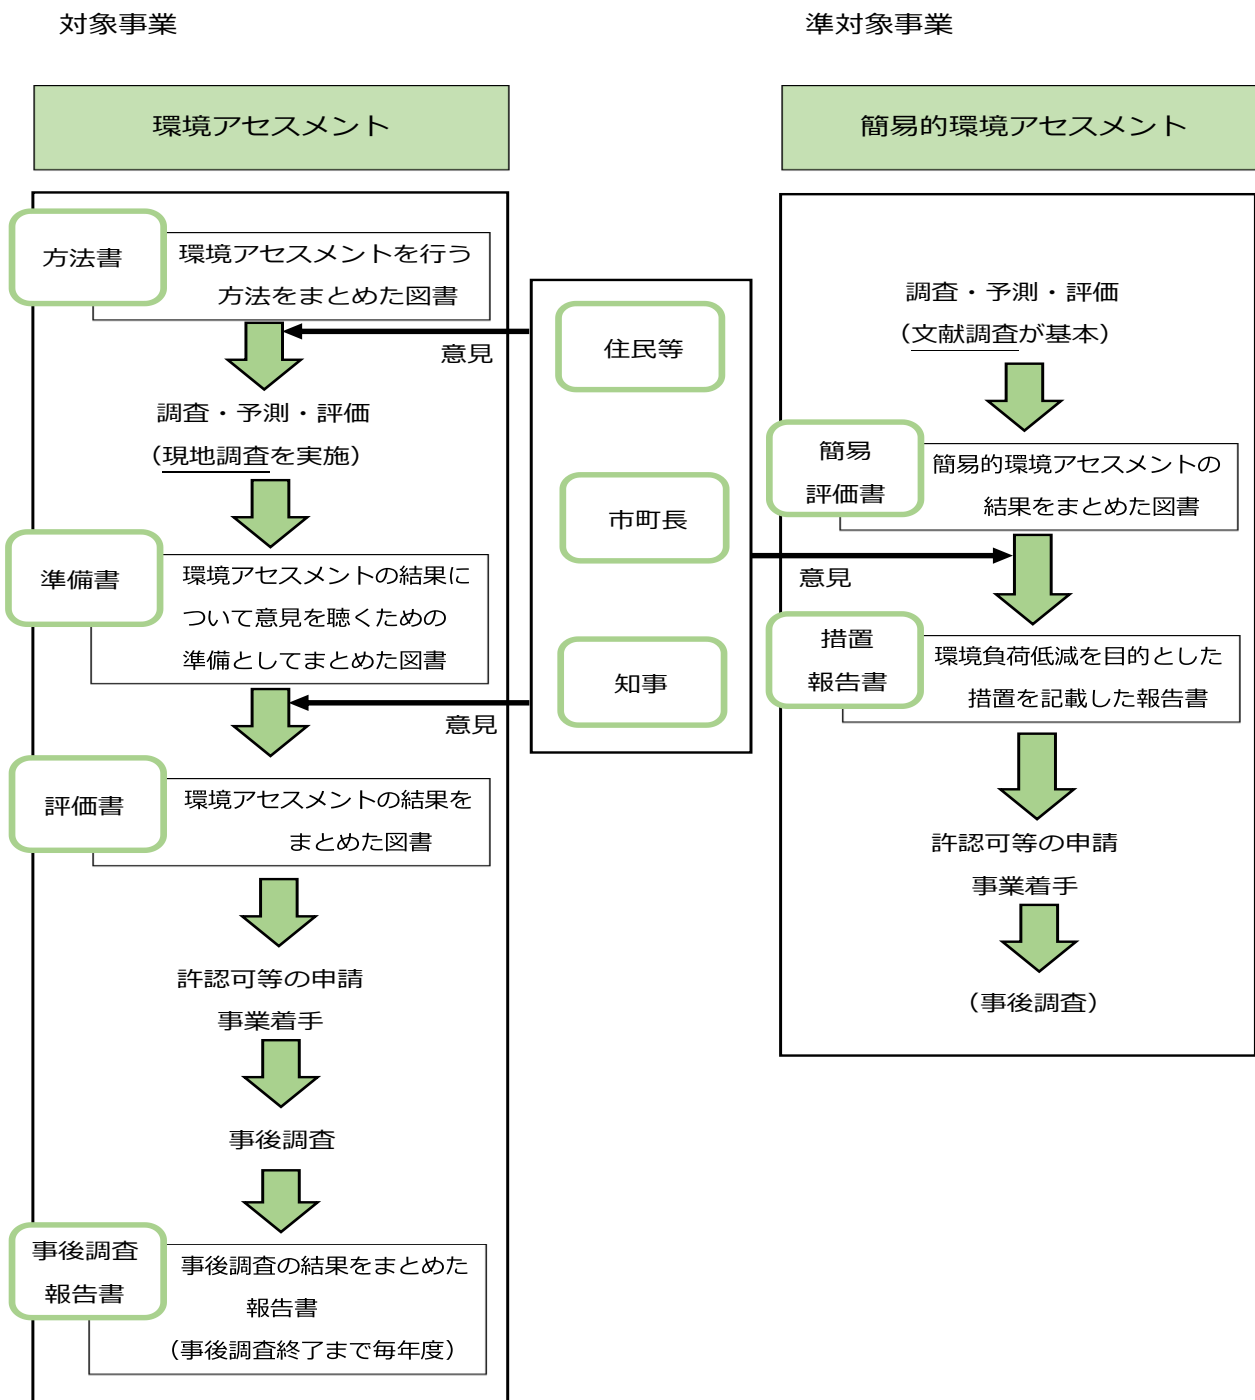 対象事業
環境アセスメント
方法書
環境アセスメントを行う
方法をまとめた図書
意見
調査・予測・評価
（現地調査を実施）
準備書
環境アセスメントの結果に
ついて意見を聴くための
準備としてまとめた図書
意見
評価書
環境アセスメントの結果を
まとめた図書
許認可等の申請
事業着手
事後調査
事後調査
報告書
事後調査の結果をまとめた
報告書
（事後調査終了まで毎年度）
住民等
市町長
知事
準対象事業
簡易的環境アセスメント
調査・予測・評価
（文献調査が基本）
簡易
評価書
簡易的環境アセスメントの
結果をまとめた図書
意見
措置
報告書
環境負荷低減を目的とした
措置を記載した報告書
許認可等の申請
事業着手
（事後調査）